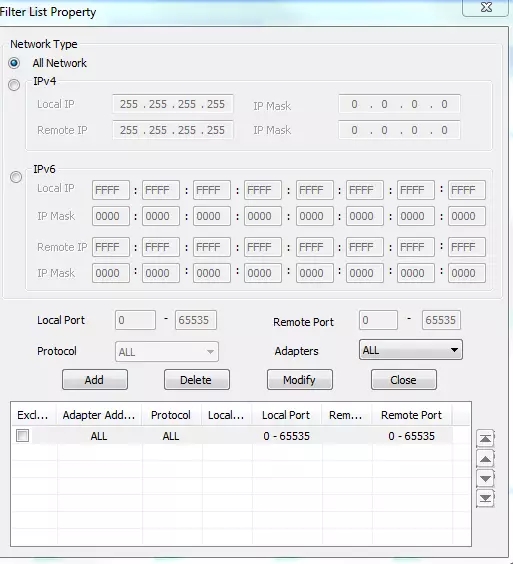 Filter List Property
Network Type
All Network
IPv4
Local IP 255 . 255 . 255 . 255 IP Mask 0 . 0 . 0 . 0
Remote IP 255 . 255 . 255 . 255 IP Mask 0 . 0 . 0 . 0
IPv6
Local IP FFFF : FFFF : FFFF : FFFF : FFFF : FFFF : FFFF : FFFF
IP Mask 0000 : 0000 : 0000 : 0000 : 0000 : 0000 : 0000 : 0000
Remote IP FFFF : FFFF : FFFF : FFFF : FFFF : FFFF : FFFF : FFFF
IP Mask 0000 : 0000 : 0000 : 0000 : 0000 : 0000 : 0000 : 0000
Local Port 0 - 65535 Remote Port 0 - 65535
Protocol ALL Adapters ALL
Add Delete Modify Close
Excl... Adapter Add... Protocol Local... Local Port Rem... Remote Port
ALL ALL 0 - 65535 0 - 65535